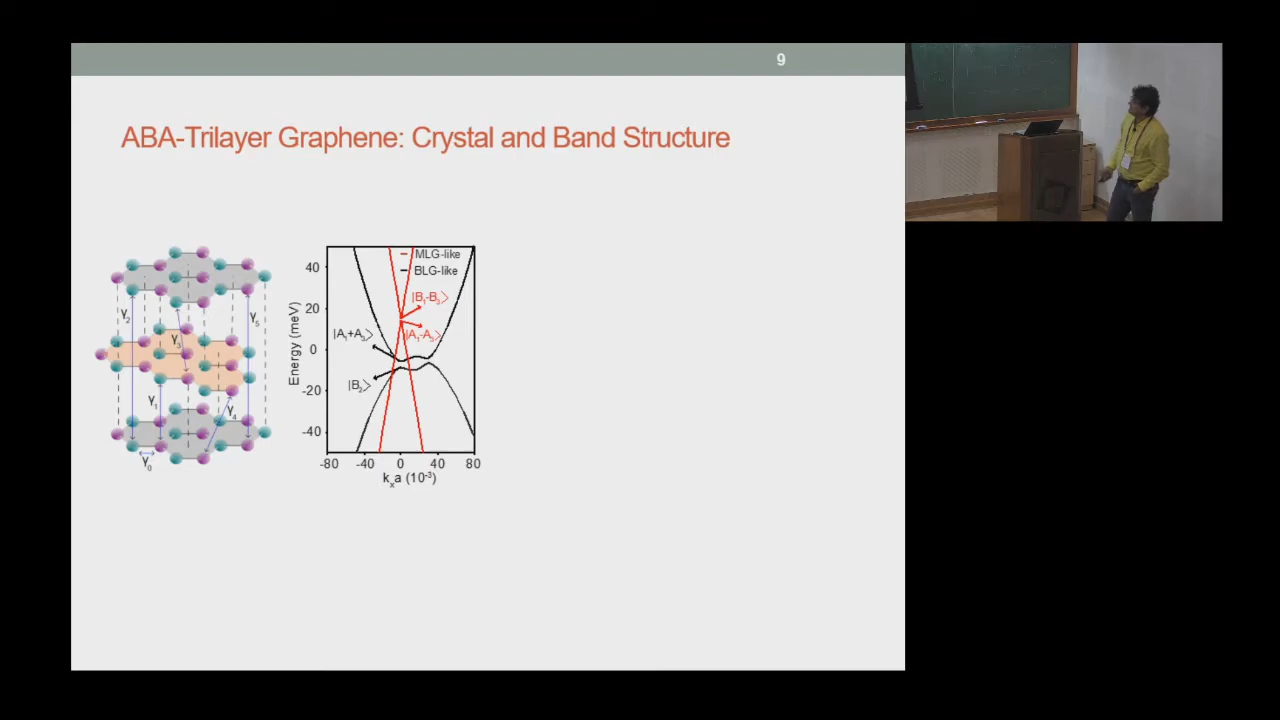 9
ABA-Trilayer Graphene: Crystal and Band Structure
γ2
γ5
γ3
γ1
γ4
γ0
MLG-like
BLG-like
|B1-B3⟩
|A1+A3⟩
|A1-A3⟩
|B2⟩
Energy (meV)
40
20
0
-20
-40
-80 -40 0 40 80
kxa (10⁻³)